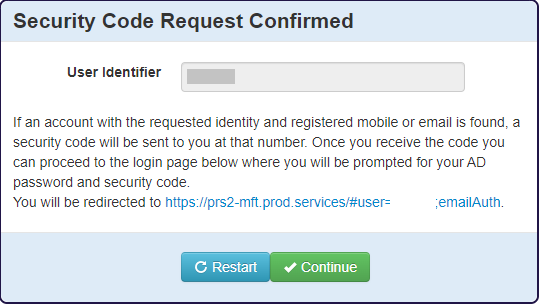 Security Code Request Confirmed
User Identifier
If an account with the requested identity and registered mobile or email is found, a
security code will be sent to you at that number. Once you receive the code you
can proceed to the login page below where you will be prompted for your AD
password and security code.
You will be redirected to https://prs2-mft.prod.services/#user= ;emailAuth.
Restart
Continue